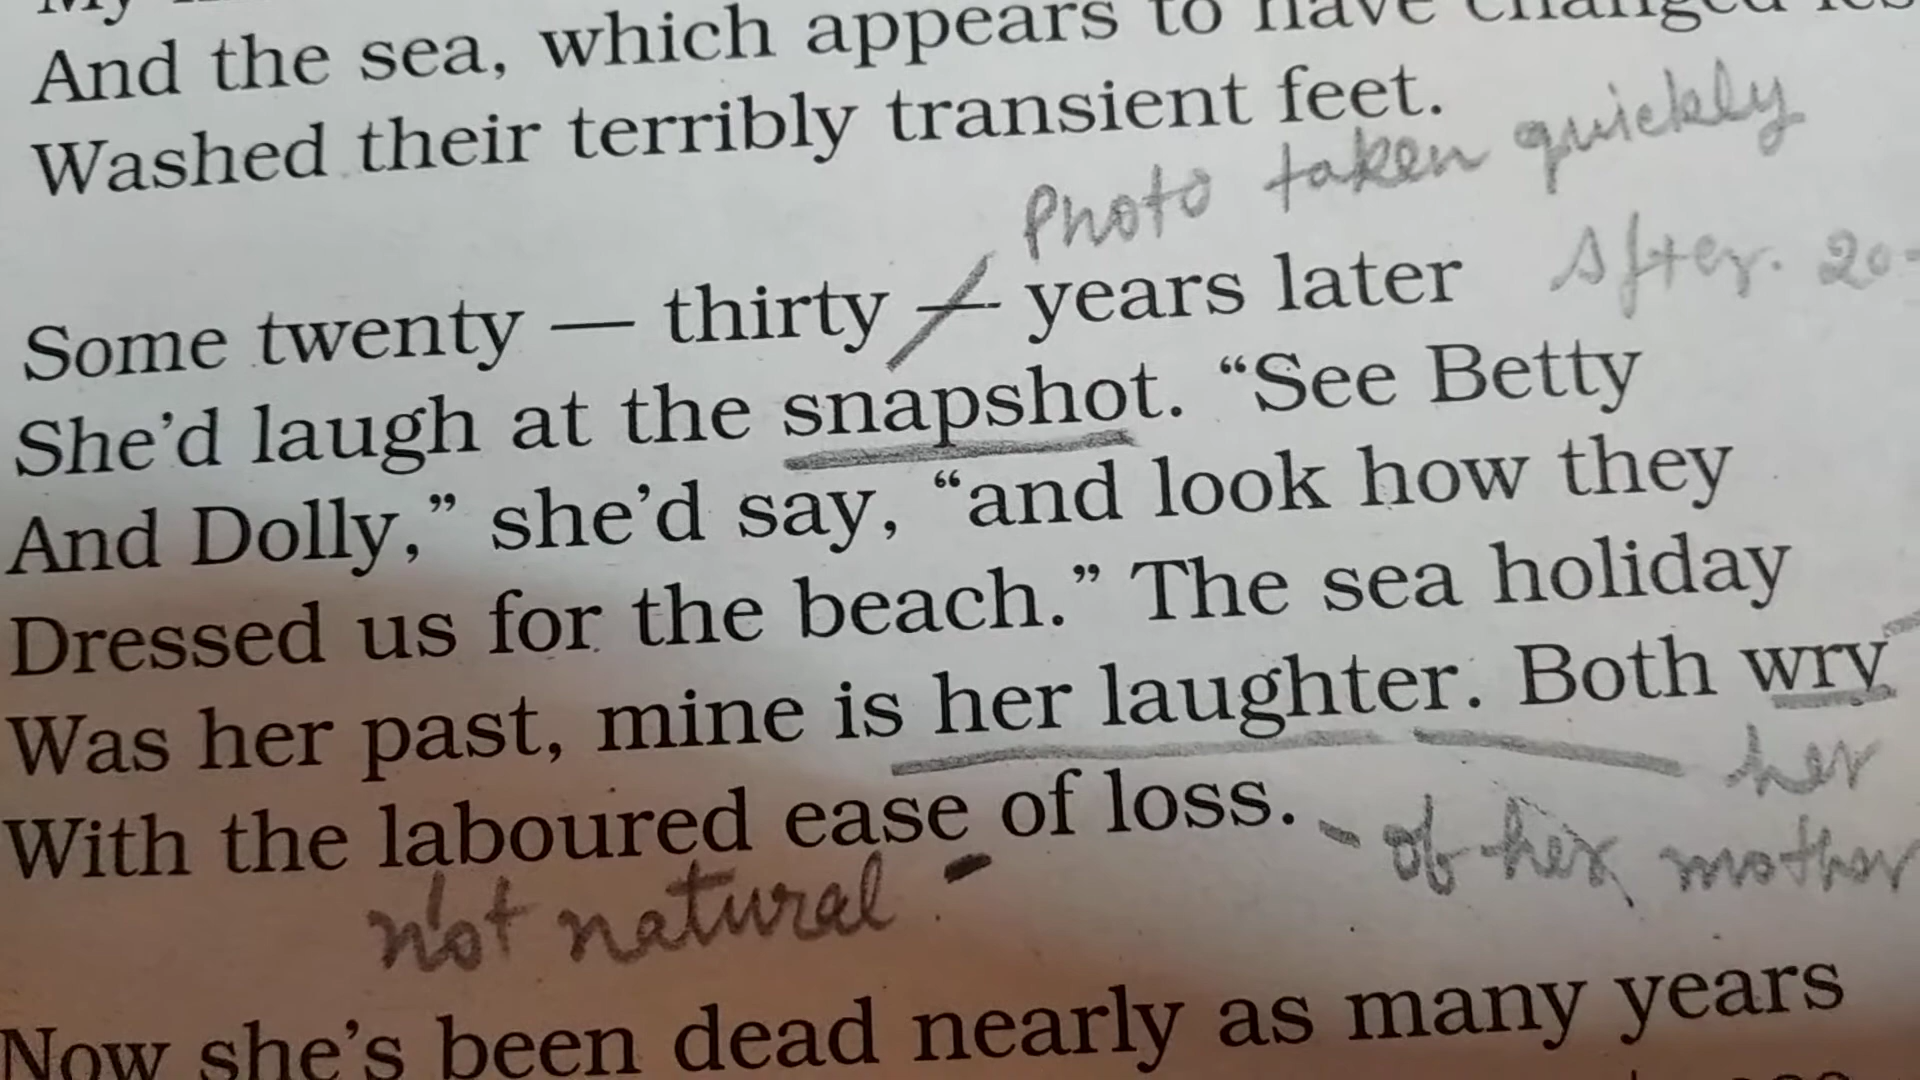 And the sea, which appears to have changed
Washed their terribly transient feet.
Photo taken quickly
Some twenty — thirty — years later
After. 20-
She'd laugh at the snapshot. “See Betty
And Dolly,” she'd say, “and look how they
Dressed us for the beach.” The sea holiday
Was her past, mine is her laughter. Both wry
her
With the laboured ease of loss.
- of her mother
Not natural
Now she's been dead nearly as many years